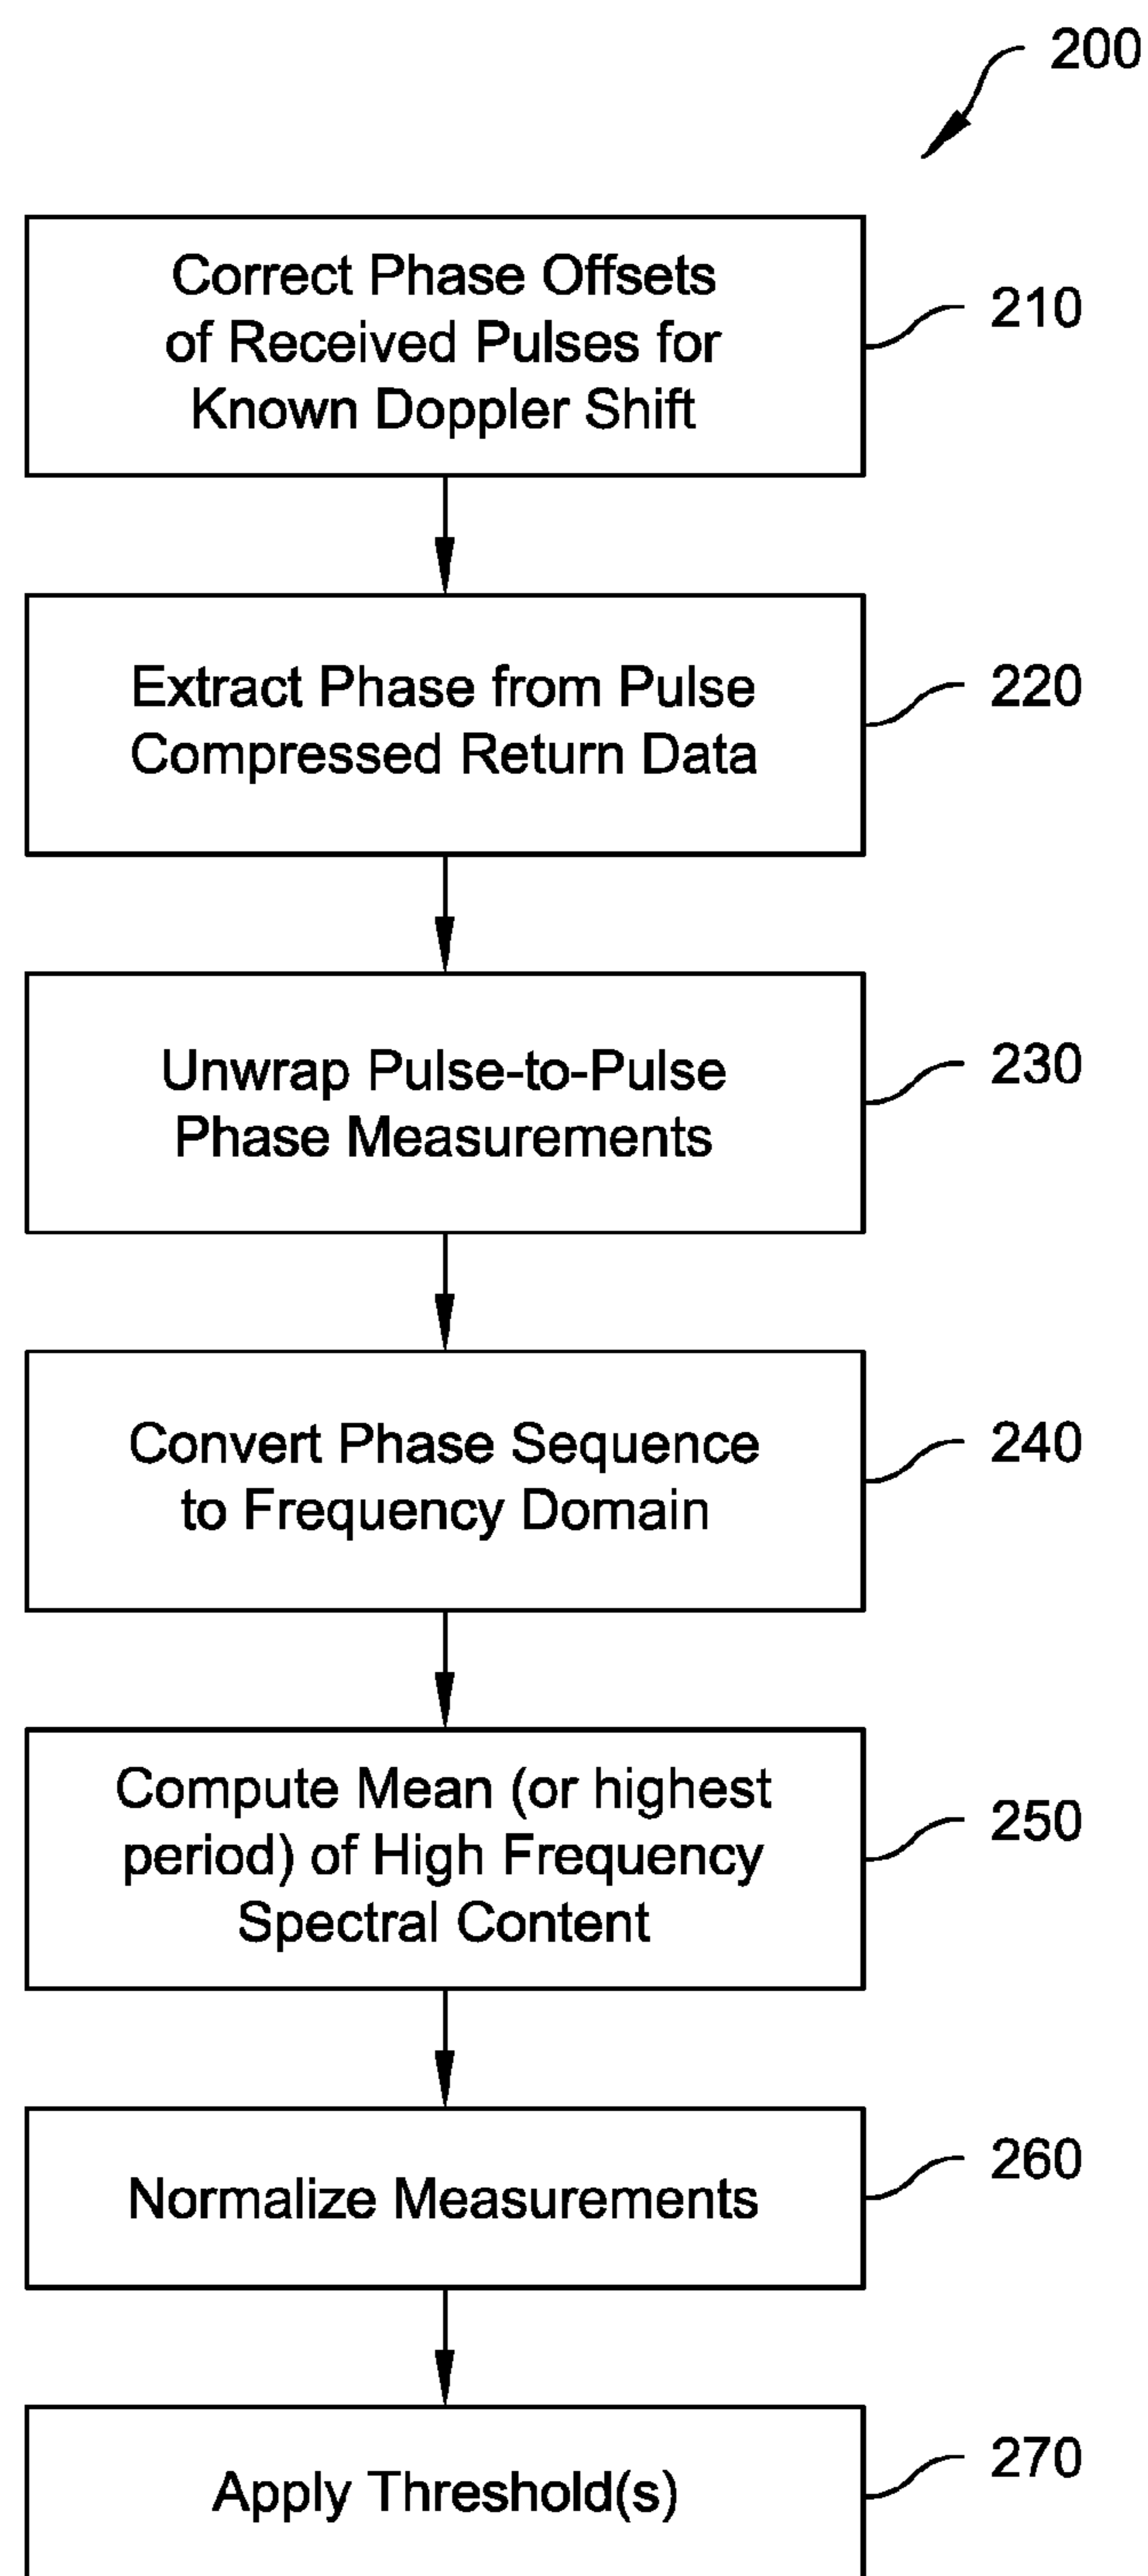 200
Correct Phase Offsets
of Received Pulses for
Known Doppler Shift
210
Extract Phase from Pulse
Compressed Return Data
220
Unwrap Pulse-to-Pulse
Phase Measurements
230
Convert Phase Sequence
to Frequency Domain
240
Compute Mean (or highest
period) of High Frequency
Spectral Content
250
Normalize Measurements
260
Apply Threshold(s)
270